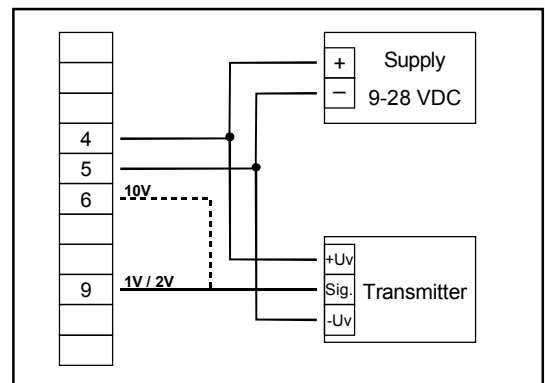 + Supply
– 9-28 VDC
4
5
6 10V
9 1V / 2V
+Uv
Sig. Transmitter
-Uv